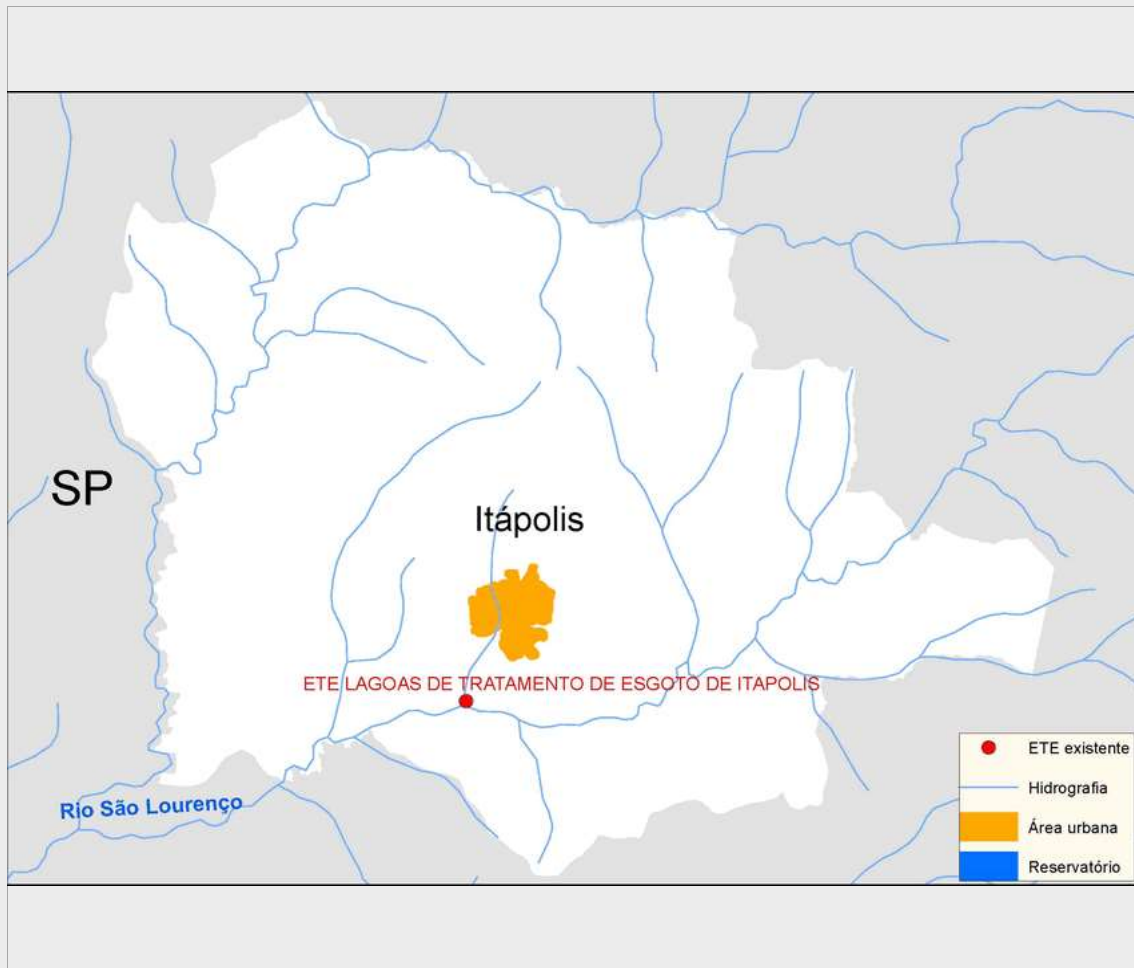 SP
Itápolis
ETE LAGOAS DE TRATAMENTO DE ESGOTO DE ITAPOLIS
Rio São Lourenço
ETE existente
Hidrografia
Área urbana
Reservatório